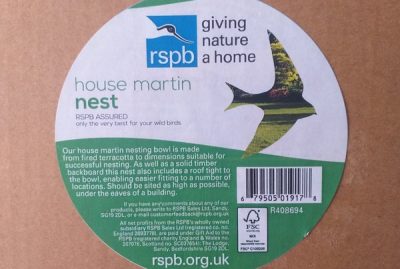 rspb
giving
nature
a home
house martin
nest
RSPB ASSURED
only the very best for your wild birds
Our house martin nesting bowl is made
from fired terracotta to dimensions suitable for
successful nesting. As well as a solid timber
backboard this nest also includes a roof tight to
the bowl, enabling easier fitting to a number of
locations. Should be sited as high as possible,
under the eaves of a building.
If you have any comments about any of our
products, please write to RSPB Sales Ltd, Sandy,
SG19 2DL, or e-mail customerfeedback@rspb.org.uk
All net profits from the RSPB's wholly owned
subsidiary RSPB Sales Ltd (registered co. no.
England 2693778), are paid under Gift Aid to the
RSPB (registered charity England & Wales no.
207076, Scotland no. SC037654). The Lodge,
Sandy, Bedfordshire SG19 2DL
6 79505 01917 8
R408694
FSC
MIX
rspb.org.uk